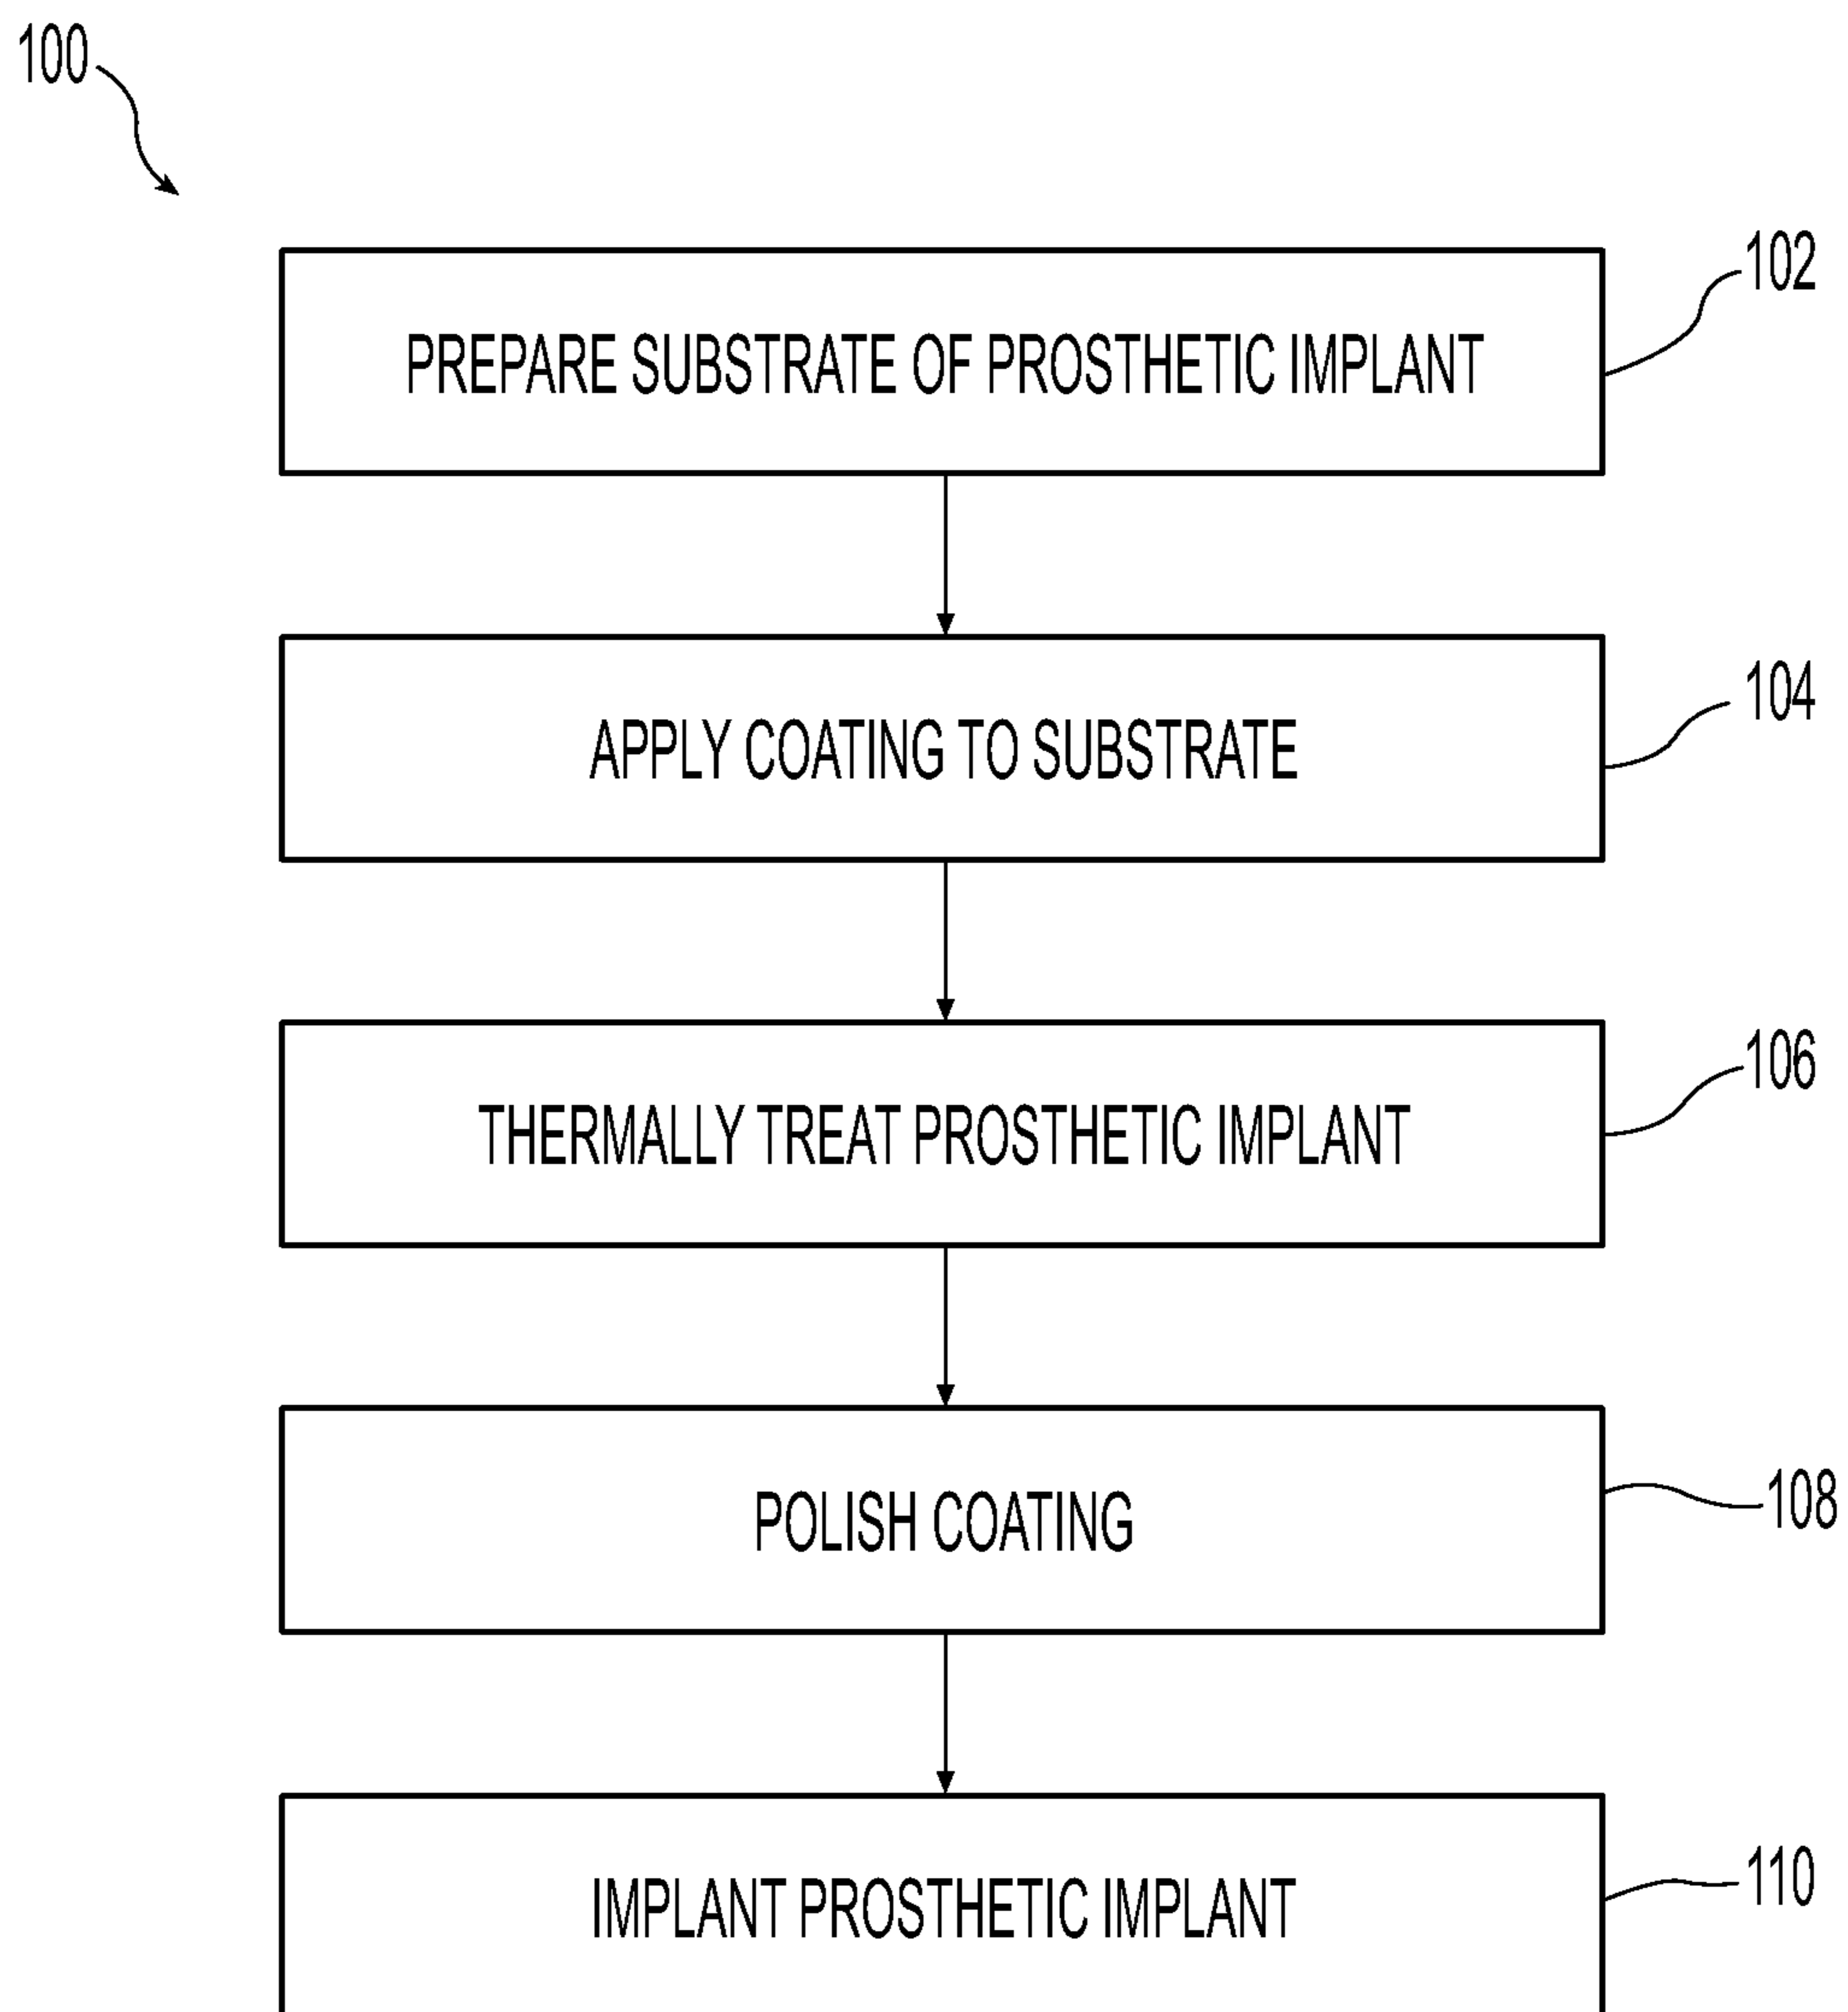 100
102
PREPARE SUBSTRATE OF PROSTHETIC IMPLANT
104
APPLY COATING TO SUBSTRATE
106
THERMALLY TREAT PROSTHETIC IMPLANT
108
POLISH COATING
110
IMPLANT PROSTHETIC IMPLANT